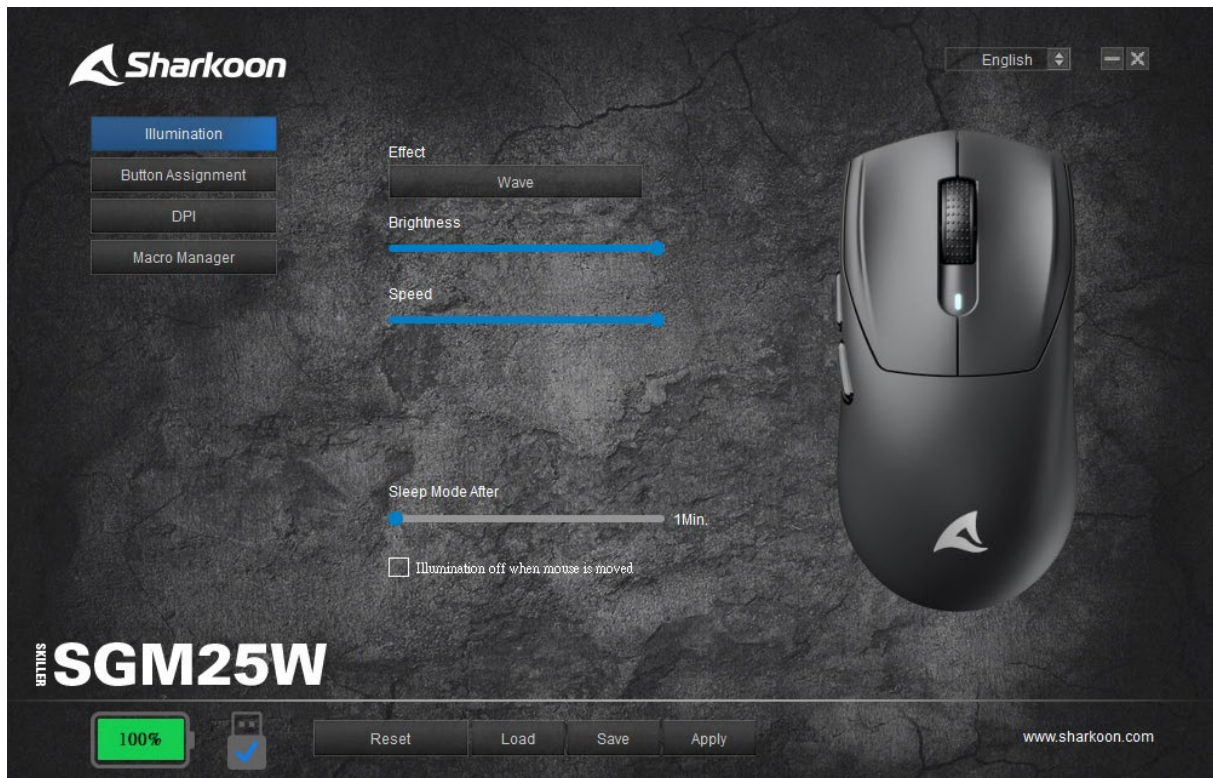 Sharkoon
English
Illumination
Button Assignment
DPI
Macro Manager
Effect
Wave
Brightness
Speed
Sleep Mode After
1Min.
Illumination off when mouse is moved
SKILLER
SGM25W
100%
Reset
Load
Save
Apply
www.sharkoon.com